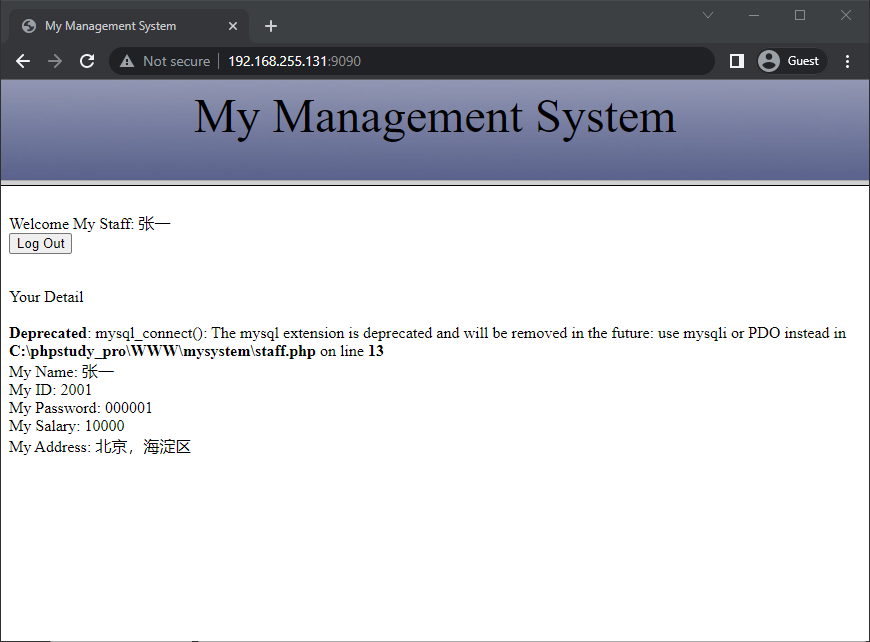 My Management System
Not secure 192.168.255.131:9090
Guest
My Management System
Welcome My Staff: 张一
Log Out
Your Detail
Deprecated: mysql_connect(): The mysql extension is deprecated and will be removed in the future: use mysqli or PDO instead in
C:\phpstudy_pro\WWW\mysystem\staff.php on line 13
My Name: 张一
My ID: 2001
My Password: 000001
My Salary: 10000
My Address: 北京，海淀区